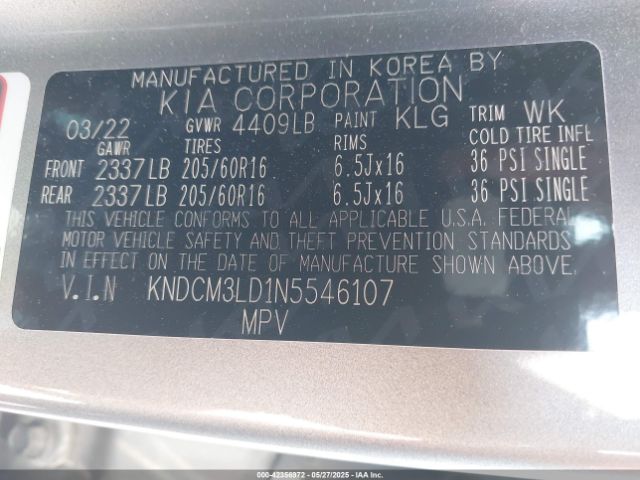 MANUFACTURED IN KOREA BY
KIA CORPORATION
03/22 GVWR 4409LB PAINT KLG TRIM WK
GAWR TIRES RIMS COLD TIRE INFL
FRONT 2337LB 205/60R16 6.5Jx16 36 PSI SINGLE
REAR 2337LB 205/60R16 6.5Jx16 36 PSI SINGLE
THIS VEHICLE CONFORMS TO ALL APPLICABLE U.S.A. FEDERAL
MOTOR VEHICLE SAFETY AND THEFT PREVENTION STANDARDS
IN EFFECT ON THE DATE OF MANUFACTURE SHOWN ABOVE.
V.I.N KNDCM3LD1N5546107
MPV
000-42356972 - 05/27/2025 - IAAI.COM